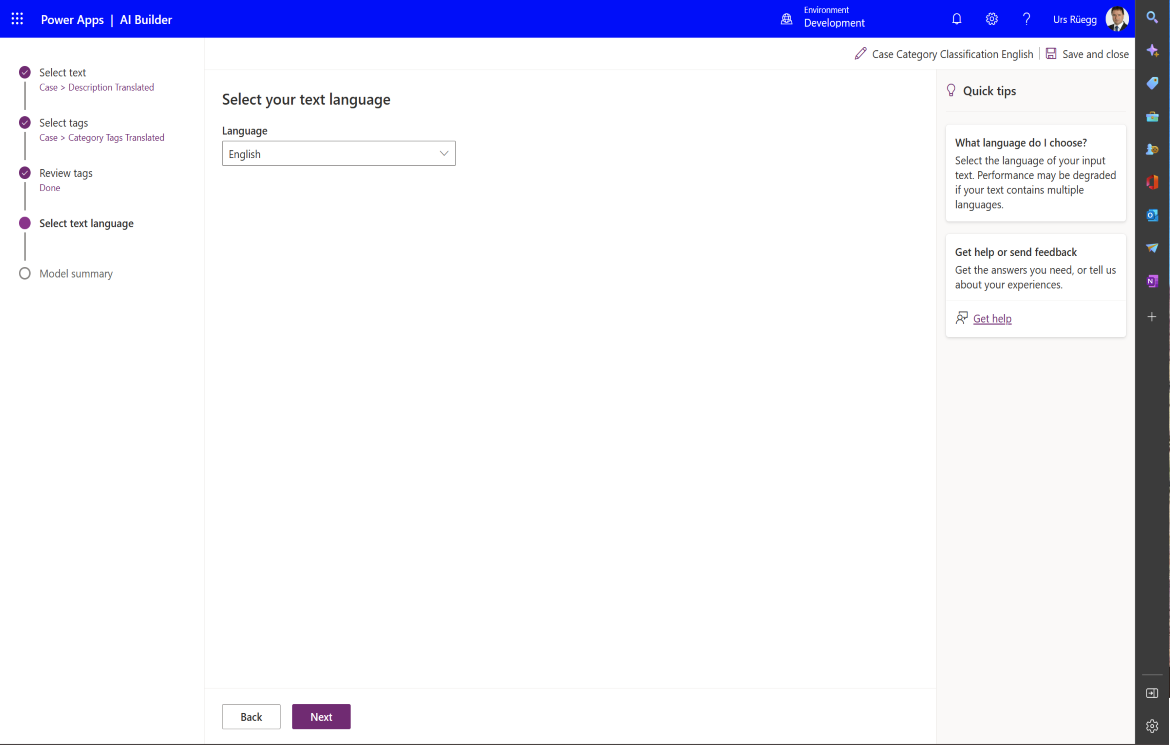 Power Apps | AI Builder
Environment
Development
Urs Rüegg
Case Category Classification English
Save and close
Select text
Case > Description Translated
Select tags
Case > Category Tags Translated
Review tags
Done
Select text language
Model summary
Select your text language
Language
English
Back
Next
Quick tips
What language do I choose?
Select the language of your input
text. Performance may be degraded
if your text contains multiple
languages.
Get help or send feedback
Get the answers you need, or tell us
about your experiences.
Get help